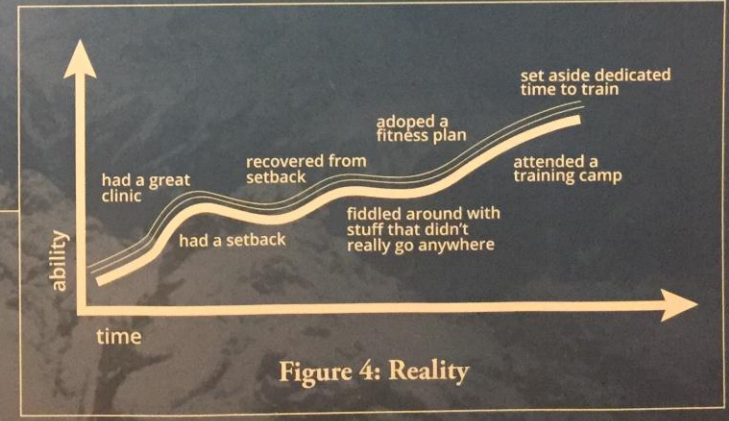 set aside dedicated
time to train
adoped a
fitness plan
recovered from
setback
attended a
training camp
had a great
clinic
fiddled around with
stuff that didn't
really go anywhere
had a setback
ability
time
Figure 4: Reality